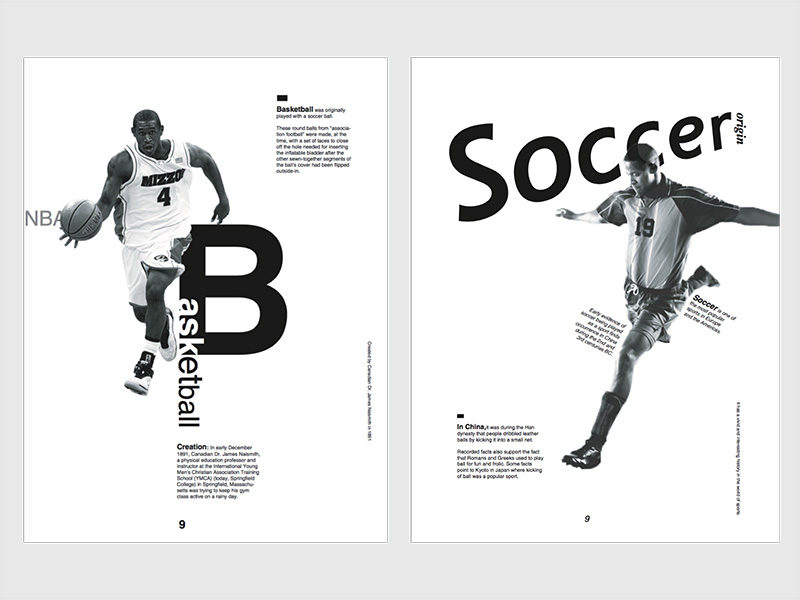 Basketball was originally
played with a soccer ball.
These round balls from "associa-
tion football" were made, at the
time, with a set of laces to close
off the hole needed for inserting
the inflatable bladder after the
other sewn-together segments of
the ball's cover had been flipped
outside-in.
MIZZOU
4
NBA
B
asketball
Created by Canadian Dr. James Naismith in 1891
Creation: In early December
1891, Canadian Dr. James Naismith,
a physical education professor and
instructor at the International Young
Men's Christian Association Training
School (YMCA) (today, Springfield
College) in Springfield, Massachu-
setts was trying to keep his gym
class active on a rainy day.
9
Soccer
origin
19
Early evidence of
soccer being played
as a sport finds
occurrence in China
during the 2nd and
3rd centuries BC.
Soccer is one of
the most popular
sports in Europe
and the Americas.
In China, it was during the Han
dynasty that people dribbled leather
balls by kicking it into a small net.
Recorded facts also support the fact
that Romans and Greeks used to play
ball for fun and frolic. Some facts
point to Kyoto in Japan where kicking
of ball was a popular sport.
It has a vivid and interesting history in the world of sports.
9